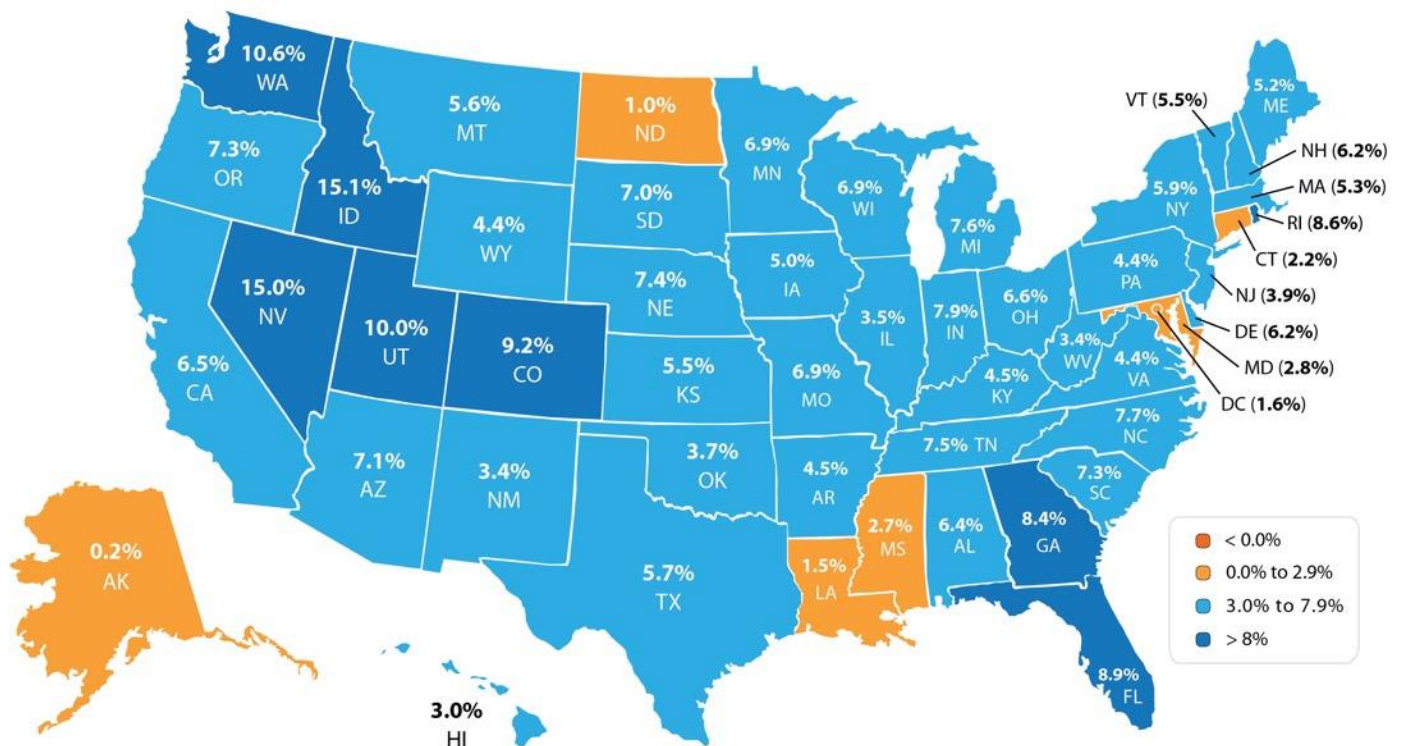 10.6%
WA
7.3%
OR
15.1%
ID
5.6%
MT
1.0%
ND
6.9%
MN
7.0%
SD
4.4%
WY
15.0%
NV
10.0%
UT
9.2%
CO
6.5%
CA
7.4%
NE
5.0%
IA
6.9%
WI
7.6%
MI
5.5%
KS
6.9%
MO
3.5%
IL
7.9%
IN
6.6%
OH
4.4%
PA
5.9%
NY
5.2%
ME
VT (5.5%)
NH (6.2%)
MA (5.3%)
RI (8.6%)
CT (2.2%)
NJ (3.9%)
DE (6.2%)
MD (2.8%)
DC (1.6%)
3.4%
WV
4.4%
VA
4.5%
KY
7.7%
NC
7.5% TN
7.3%
SC
7.1%
AZ
3.4%
NM
3.7%
OK
4.5%
AR
5.7%
TX
1.5%
LA
2.7%
MS
6.4%
AL
8.4%
GA
8.9%
FL
0.2%
AK
3.0%
HI
< 0.0%
0.0% to 2.9%
3.0% to 7.9%
> 8%